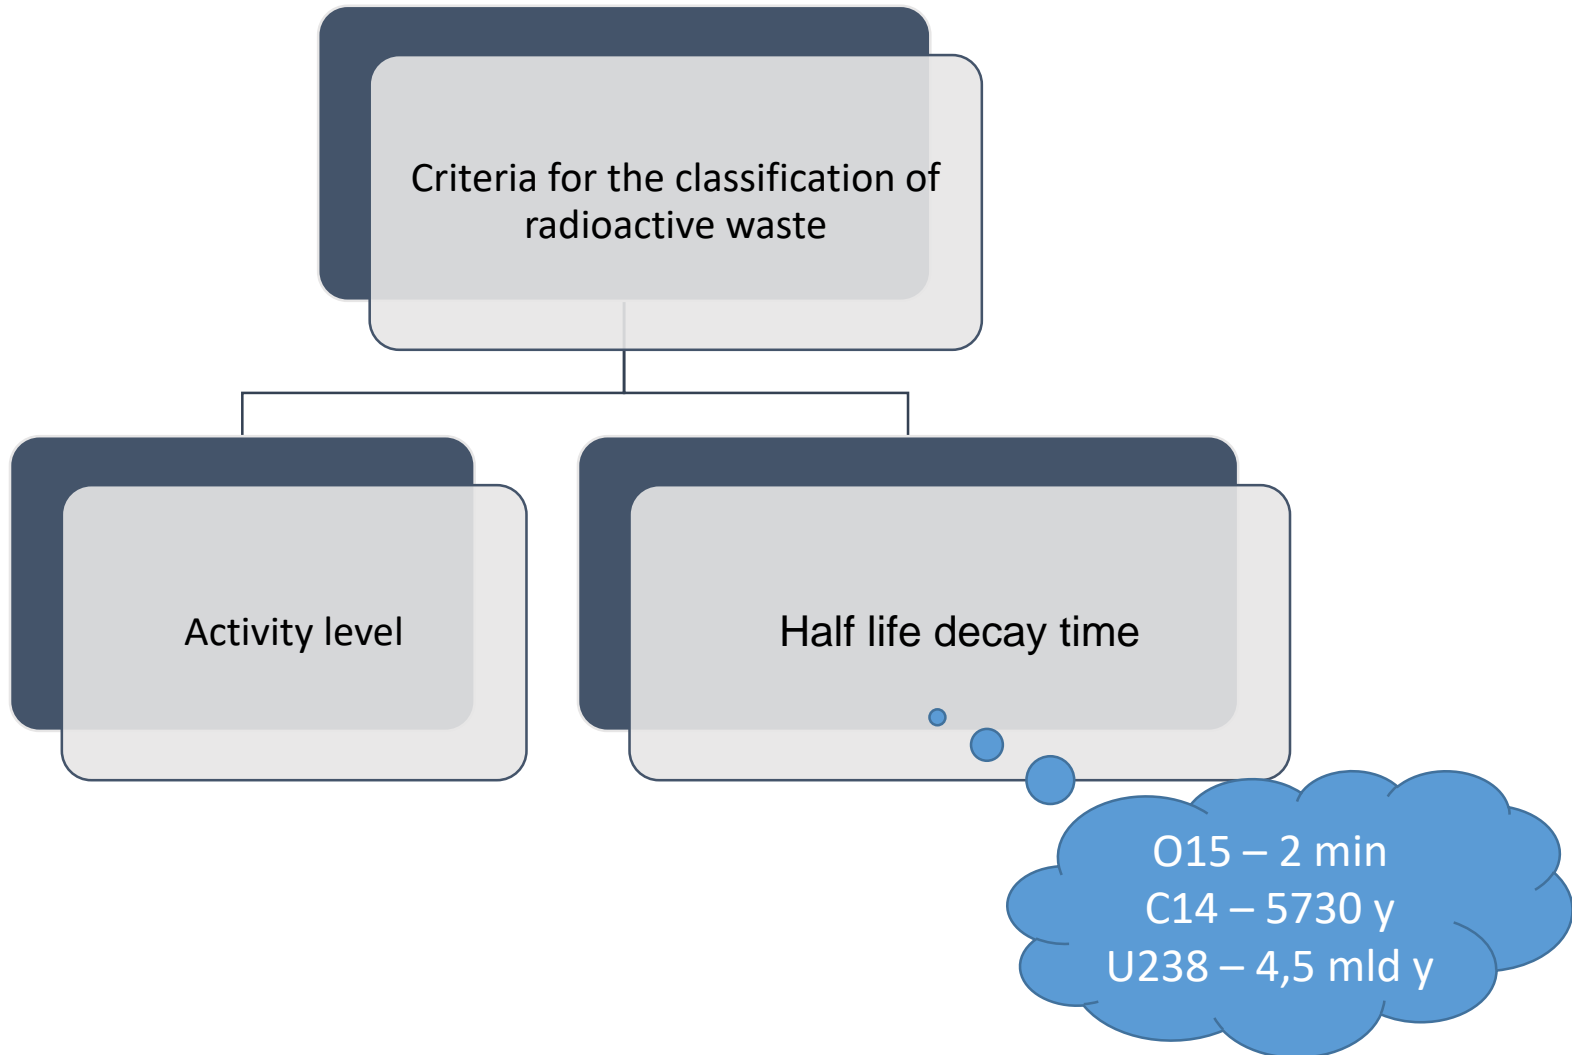 Criteria for the classification of
radioactive waste
Activity level
Half life decay time
O15 – 2 min
C14 – 5730 y
U238 – 4,5 mld y